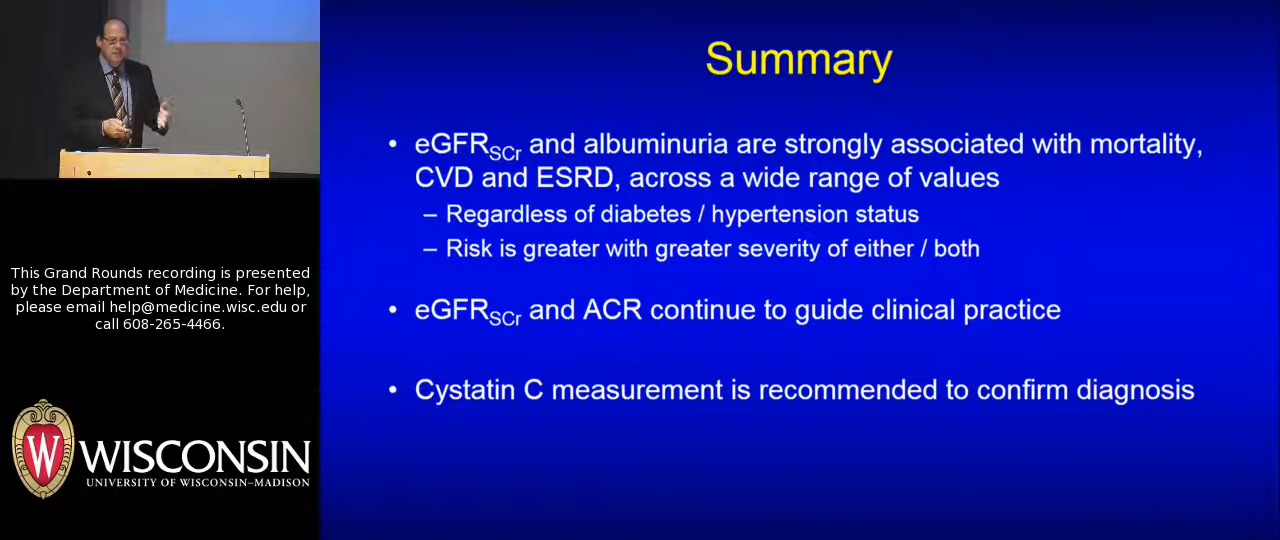 Summary
• eGFRSCr and albuminuria are strongly associated with mortality,
CVD and ESRD, across a wide range of values
– Regardless of diabetes / hypertension status
– Risk is greater with greater severity of either / both
• eGFRSCr and ACR continue to guide clinical practice
• Cystatin C measurement is recommended to confirm diagnosis
This Grand Rounds recording is presented
by the Department of Medicine. For help,
please email help@medicine.wisc.edu or
call 608-265-4466.
W
WISCONSIN
UNIVERSITY OF WISCONSIN–MADISON